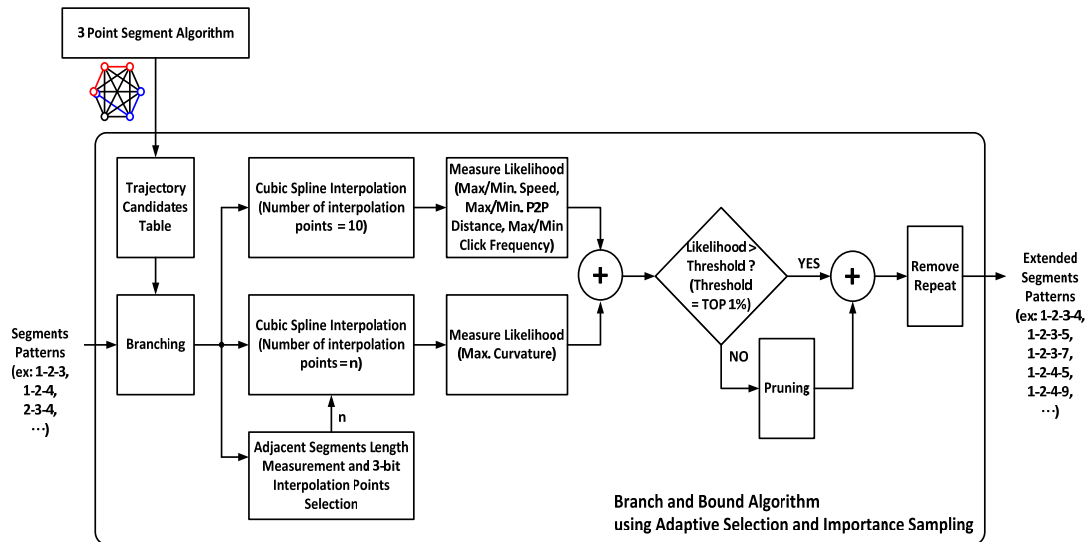 3 Point Segment Algorithm
Trajectory
Candidates
Table
Cubic Spline Interpolation
(Number of interpolation
points = 10)
Measure Likelihood
(Max/Min. Speed,
Max/Min. P2P
Distance, Max/Min
Click Frequency)
Likelihood >
Threshold ?
(Threshold
= TOP 1%)
YES
NO
+
+
Remove
Repeat
Extended
Segments
Patterns
(ex: 1-2-3-4,
1-2-3-5,
1-2-3-7,
1-2-4-5,
1-2-4-9,
⋯)
Segments
Patterns
(ex: 1-2-3,
1-2-4,
2-3-4,
⋯)
Branching
Cubic Spline Interpolation
(Number of interpolation
points=n)
Measure Likelihood
(Max. Curvature)
Pruning
n
Adjacent Segments Length
Measurement and 3-bit
Interpolation Points
Selection
Branch and Bound Algorithm
using Adaptive Selection and Importance Sampling